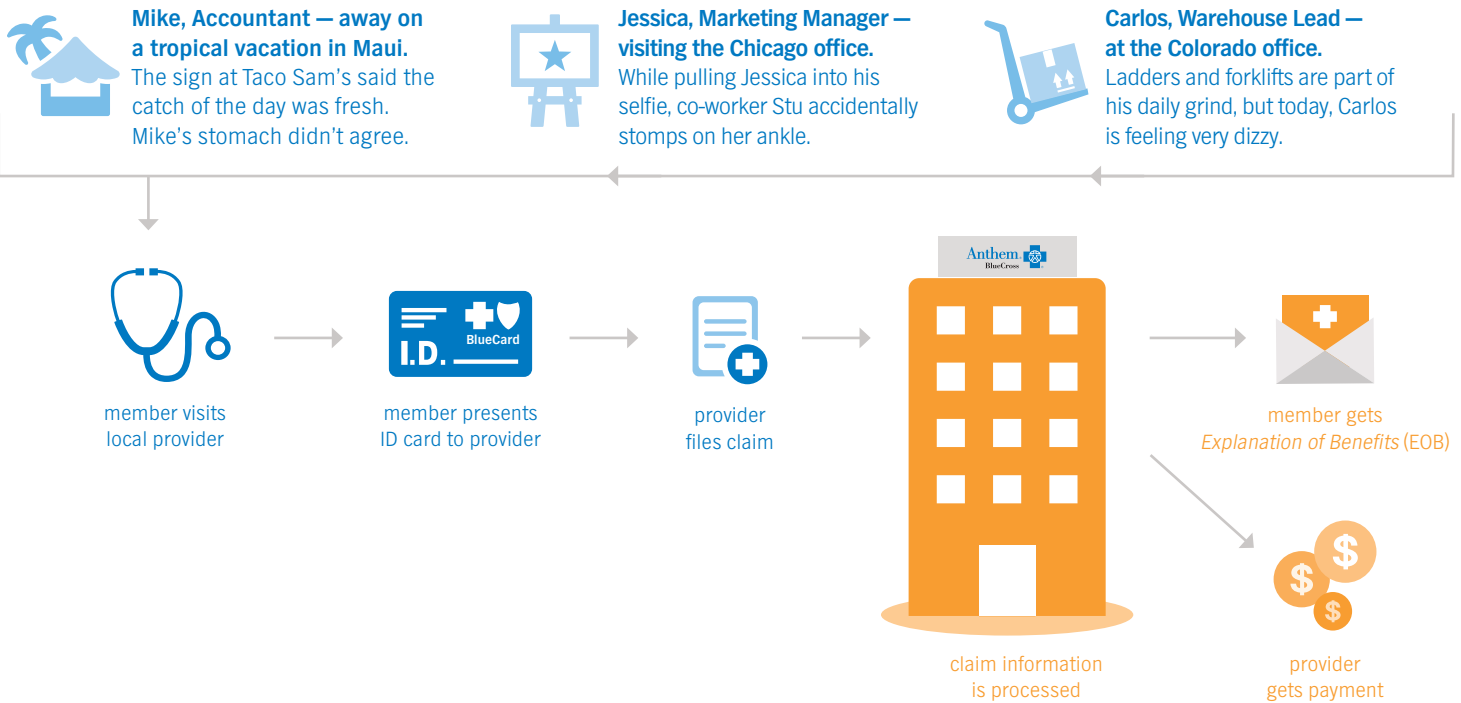 Mike, Accountant — away on
a tropical vacation in Maui.
The sign at Taco Sam's said the
catch of the day was fresh.
Mike's stomach didn't agree.
Jessica, Marketing Manager —
visiting the Chicago office.
While pulling Jessica into his
selfie, co-worker Stu accidentally
stomps on her ankle.
Carlos, Warehouse Lead —
at the Colorado office.
Ladders and forklifts are part of
his daily grind, but today, Carlos
is feeling very dizzy.
member visits
local provider
BlueCard
I.D.
member presents
ID card to provider
provider
files claim
Anthem
BlueCross
claim information
is processed
member gets
Explanation of Benefits (EOB)
$
$
$
provider
gets payment